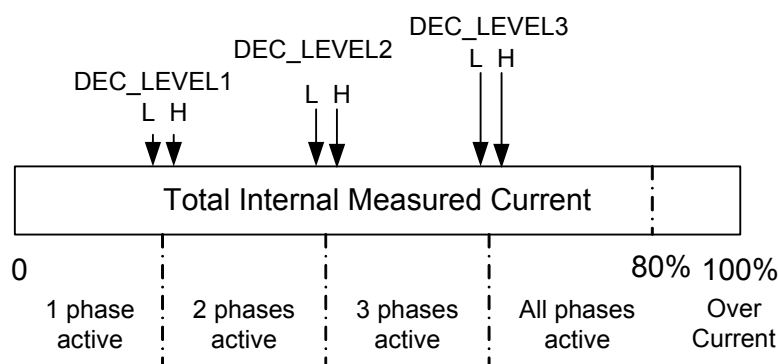 DEC_LEVEL3
L H
DEC_LEVEL2
L H
DEC_LEVEL1
L H
Total Internal Measured Current
0
80% 100%
1 phase
active
2 phases
active
3 phases
active
All phases
active
Over
Current